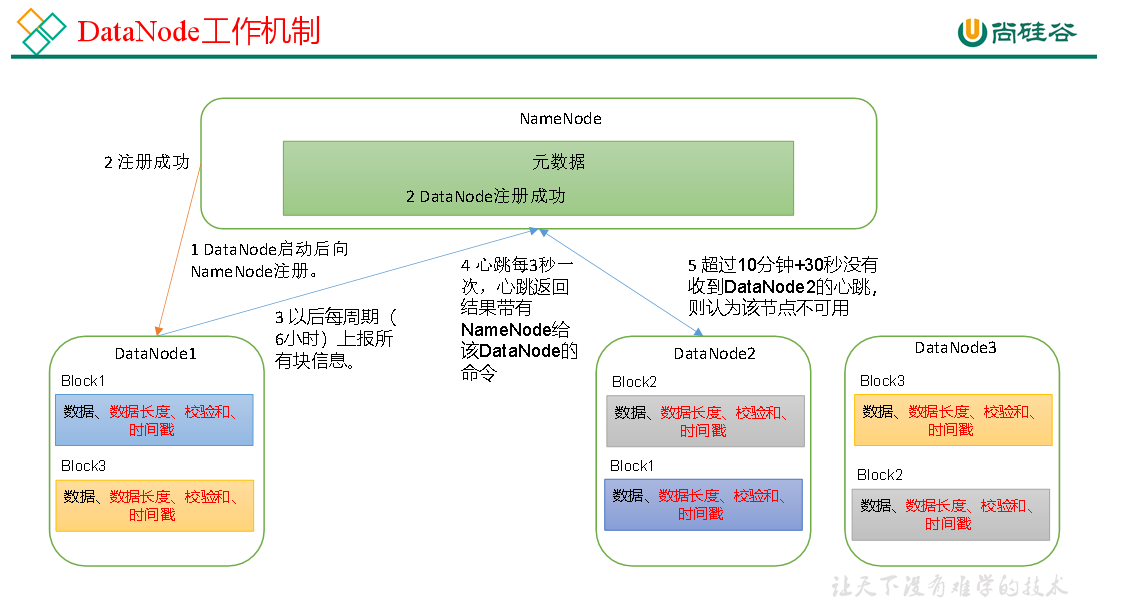 DataNode工作机制
尚硅谷
NameNode
元数据
2 DataNode注册成功
2 注册成功
1 DataNode启动后向
NameNode注册。
3 以后每周期（
6小时）上报所
有块信息。
4 心跳每3秒一
次，心跳返回
结果带有
NameNode给
该DataNode的
命令
5 超过10分钟+30秒没有
收到DataNode2的心跳，
则认为该节点不可用
DataNode1
Block1
数据、数据长度、校验和、
时间戳
Block3
数据、数据长度、校验和、
时间戳
DataNode2
Block2
数据、数据长度、校验和、
时间戳
Block1
数据、数据长度、校验和、
时间戳
DataNode3
Block3
数据、数据长度、校验和、
时间戳
Block2
数据、数据长度、校验和、
时间戳
让天下没有难学的技术